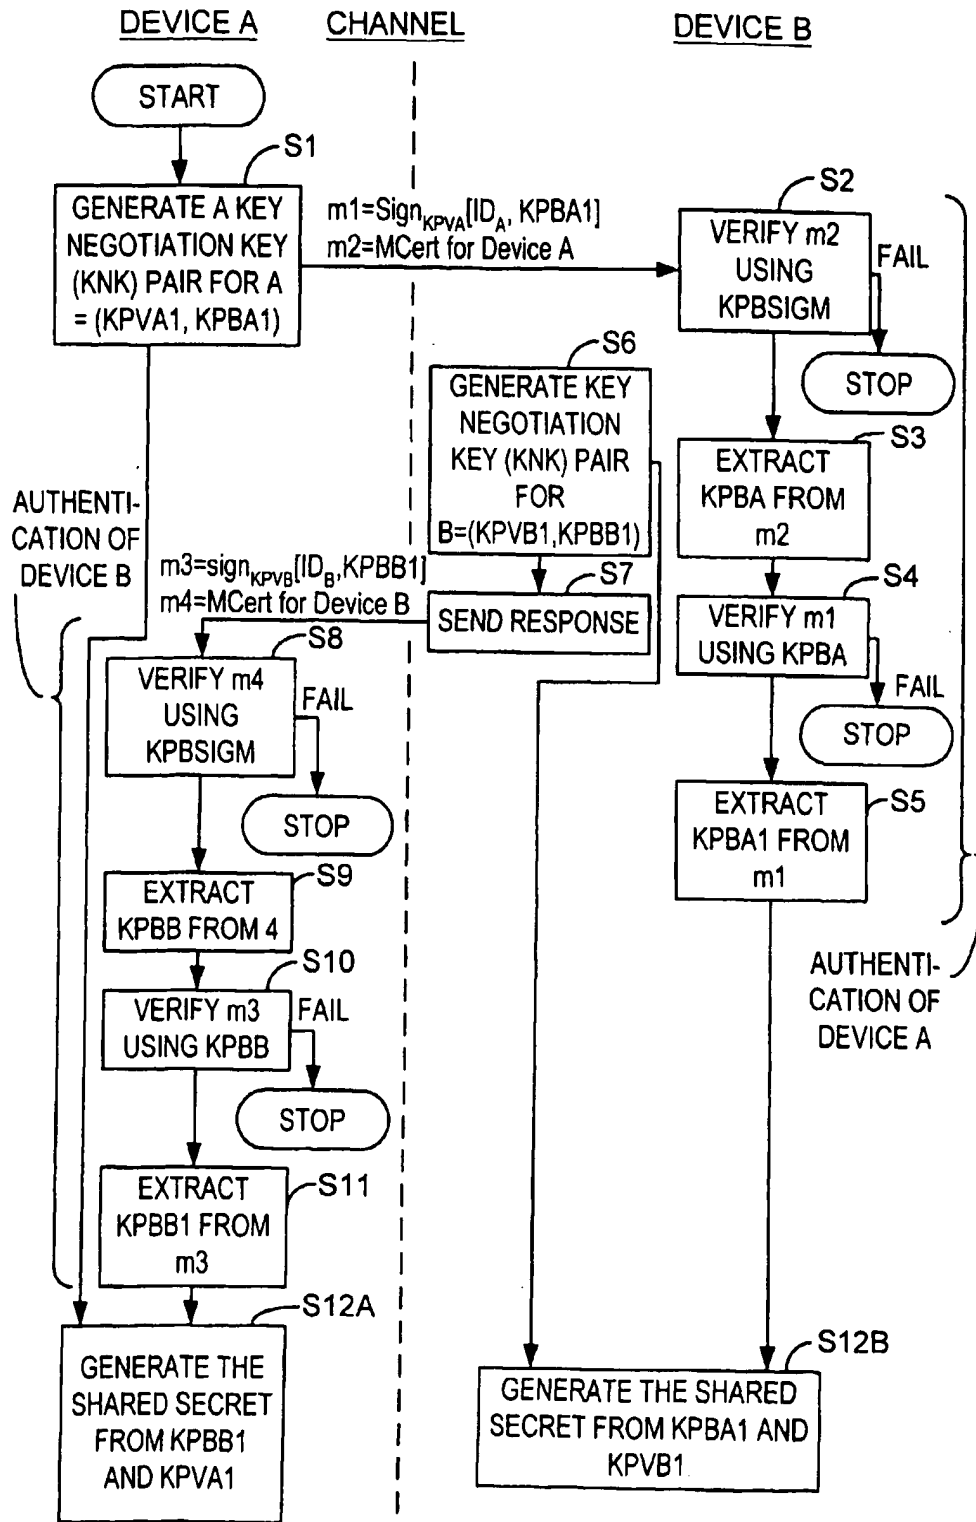 DEVICE A
CHANNEL
DEVICE B
START
S1
GENERATE A KEY
NEGOTIATION KEY
(KNK) PAIR FOR A
= (KPVA1, KPBA1)
m1=Sign_KPVA[ID_A, KPBA1]
m2=MCert for Device A
S2
VERIFY m2
USING
KPBSIGM
FAIL
STOP
S3
EXTRACT
KPBA FROM
m2
S4
VERIFY m1
USING KPBA
FAIL
STOP
S5
EXTRACT
KPBA1 FROM
m1
AUTHENTI-
CATION OF
DEVICE A
S6
GENERATE KEY
NEGOTIATION
KEY (KNK) PAIR
FOR
B=(KPVB1,KPBB1)
S7
SEND RESPONSE
m3=sign_KPVB[ID_B,KPBB1]
m4=MCert for Device B
AUTHENTI-
CATION OF
DEVICE B
S8
VERIFY m4
USING
KPBSIGM
FAIL
STOP
S9
EXTRACT
KPBB FROM 4
S10
VERIFY m3
USING KPBB
FAIL
STOP
S11
EXTRACT
KPBB1 FROM
m3
S12A
GENERATE THE
SHARED SECRET
FROM KPBB1
AND KPVA1
S12B
GENERATE THE SHARED
SECRET FROM KPBA1 AND
KPVB1